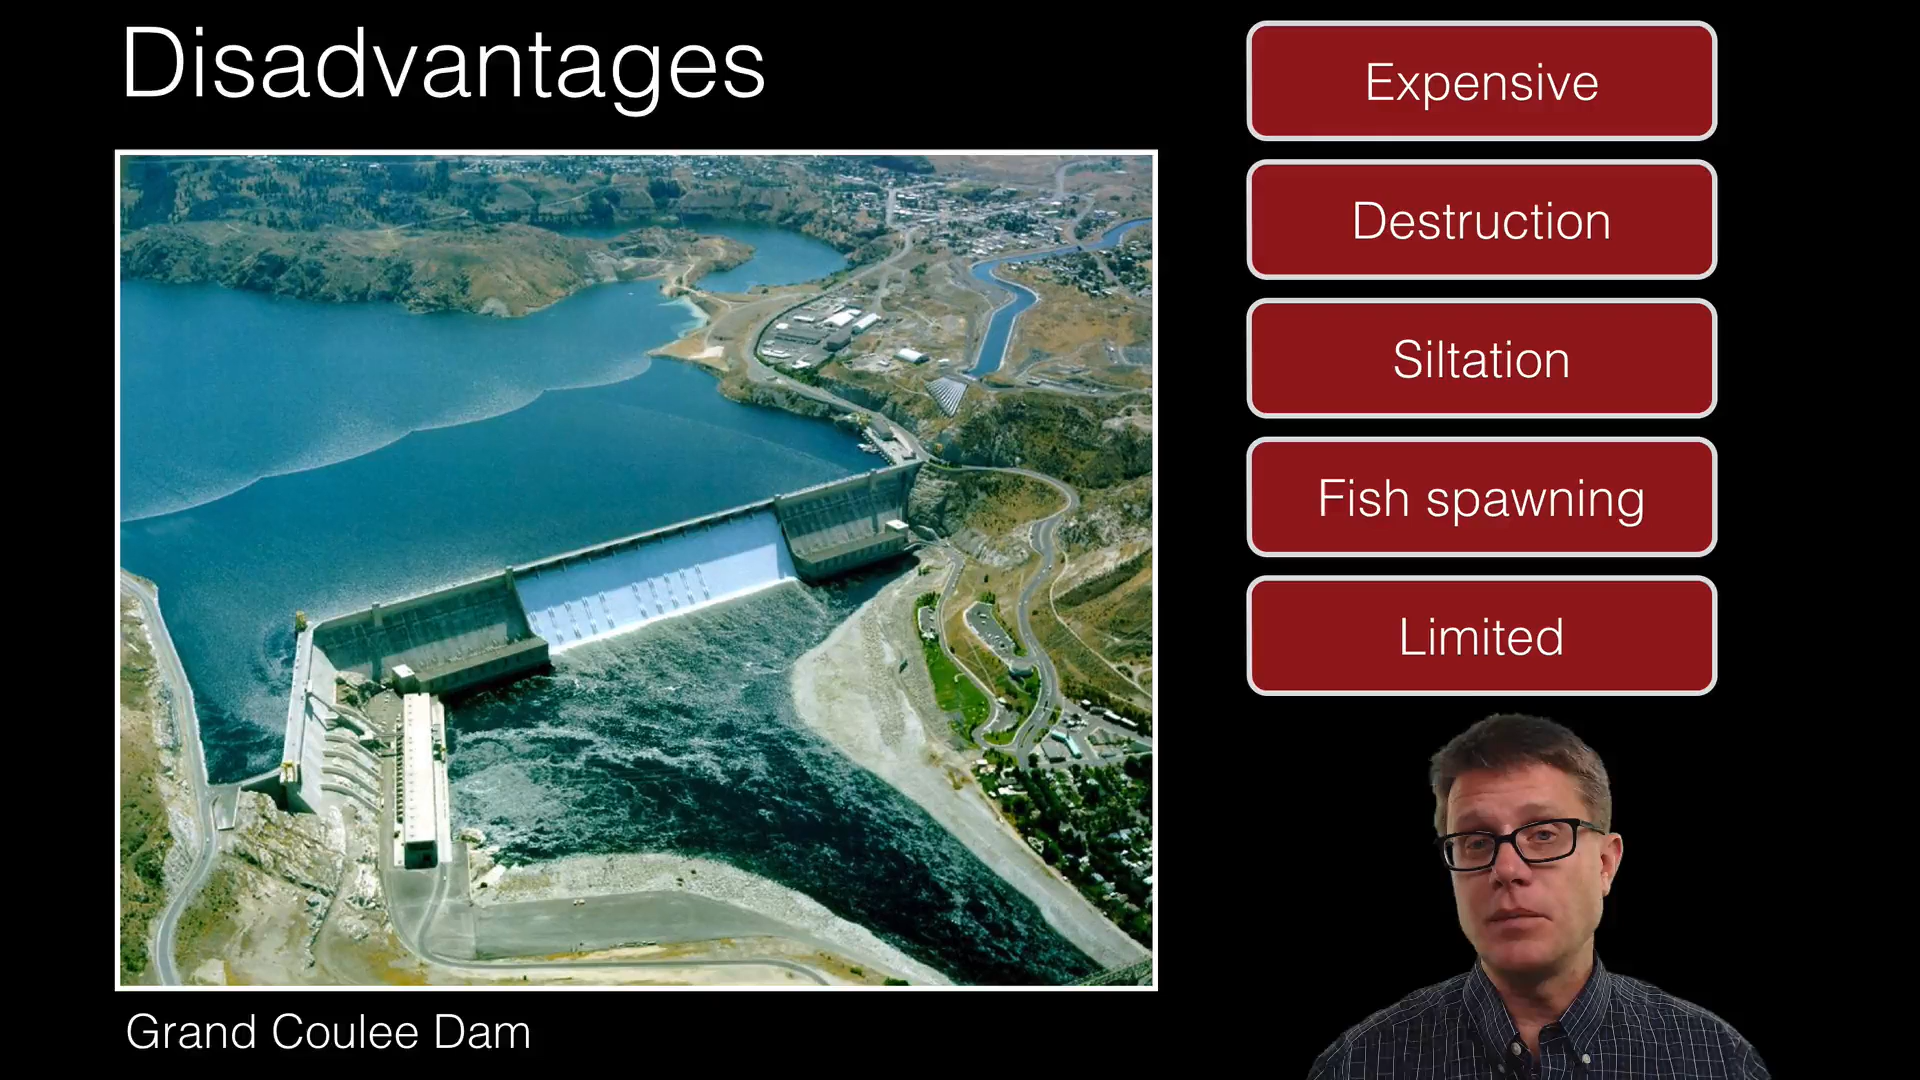 Disadvantages
Expensive
Destruction
Siltation
Fish spawning
Limited
Grand Coulee Dam